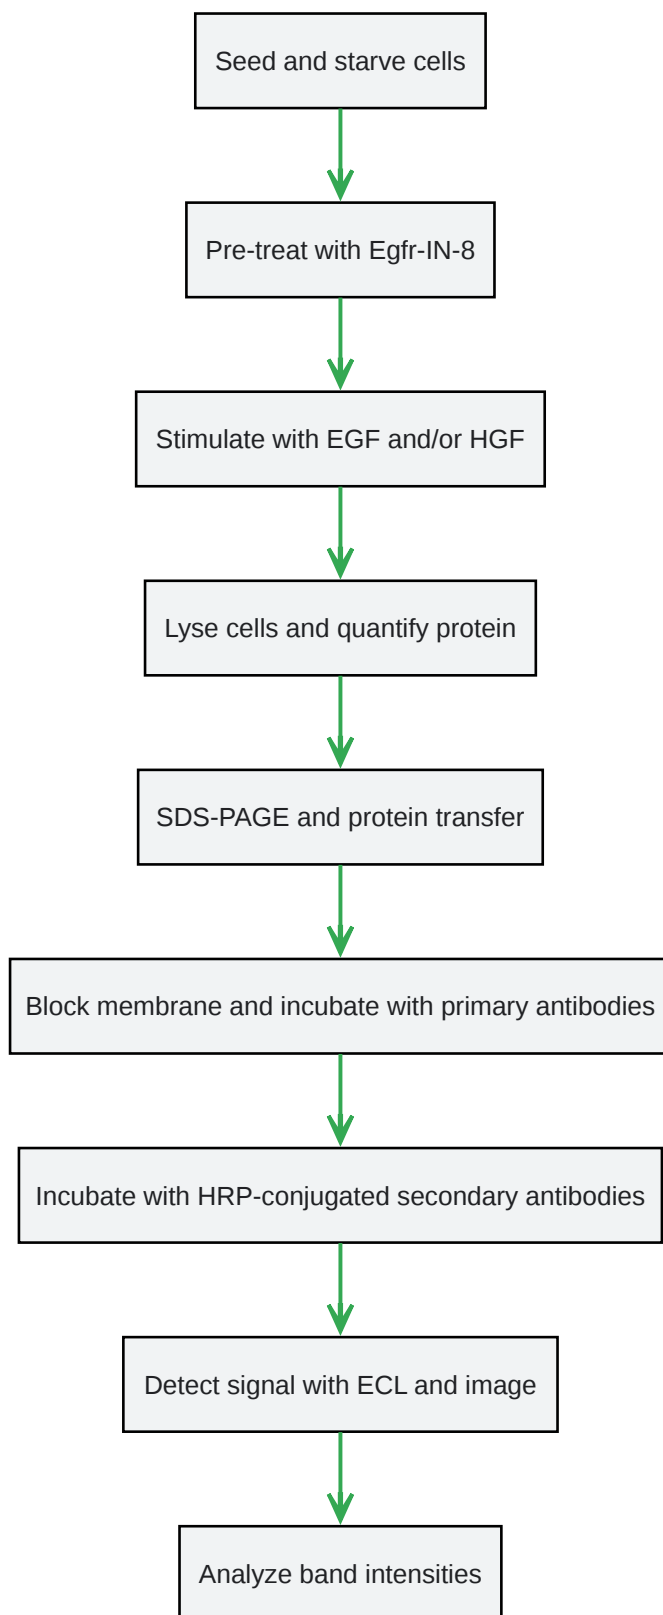 Seed and starve cells
Pre-treat with Egfr-IN-8
Stimulate with EGF and/or HGF
Lyse cells and quantify protein
SDS-PAGE and protein transfer
Block membrane and incubate with primary antibodies
Incubate with HRP-conjugated secondary antibodies
Detect signal with ECL and image
Analyze band intensities